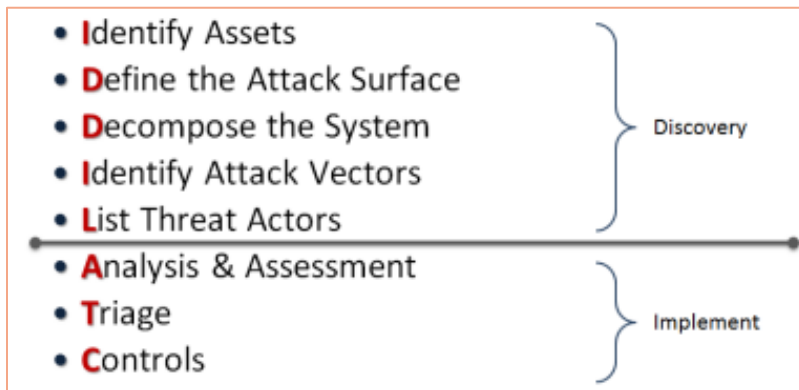 • Identify Assets
• Define the Attack Surface
• Decompose the System
Discovery
• Identify Attack Vectors
• List Threat Actors
• Analysis & Assessment
• Triage
Implement
• Controls